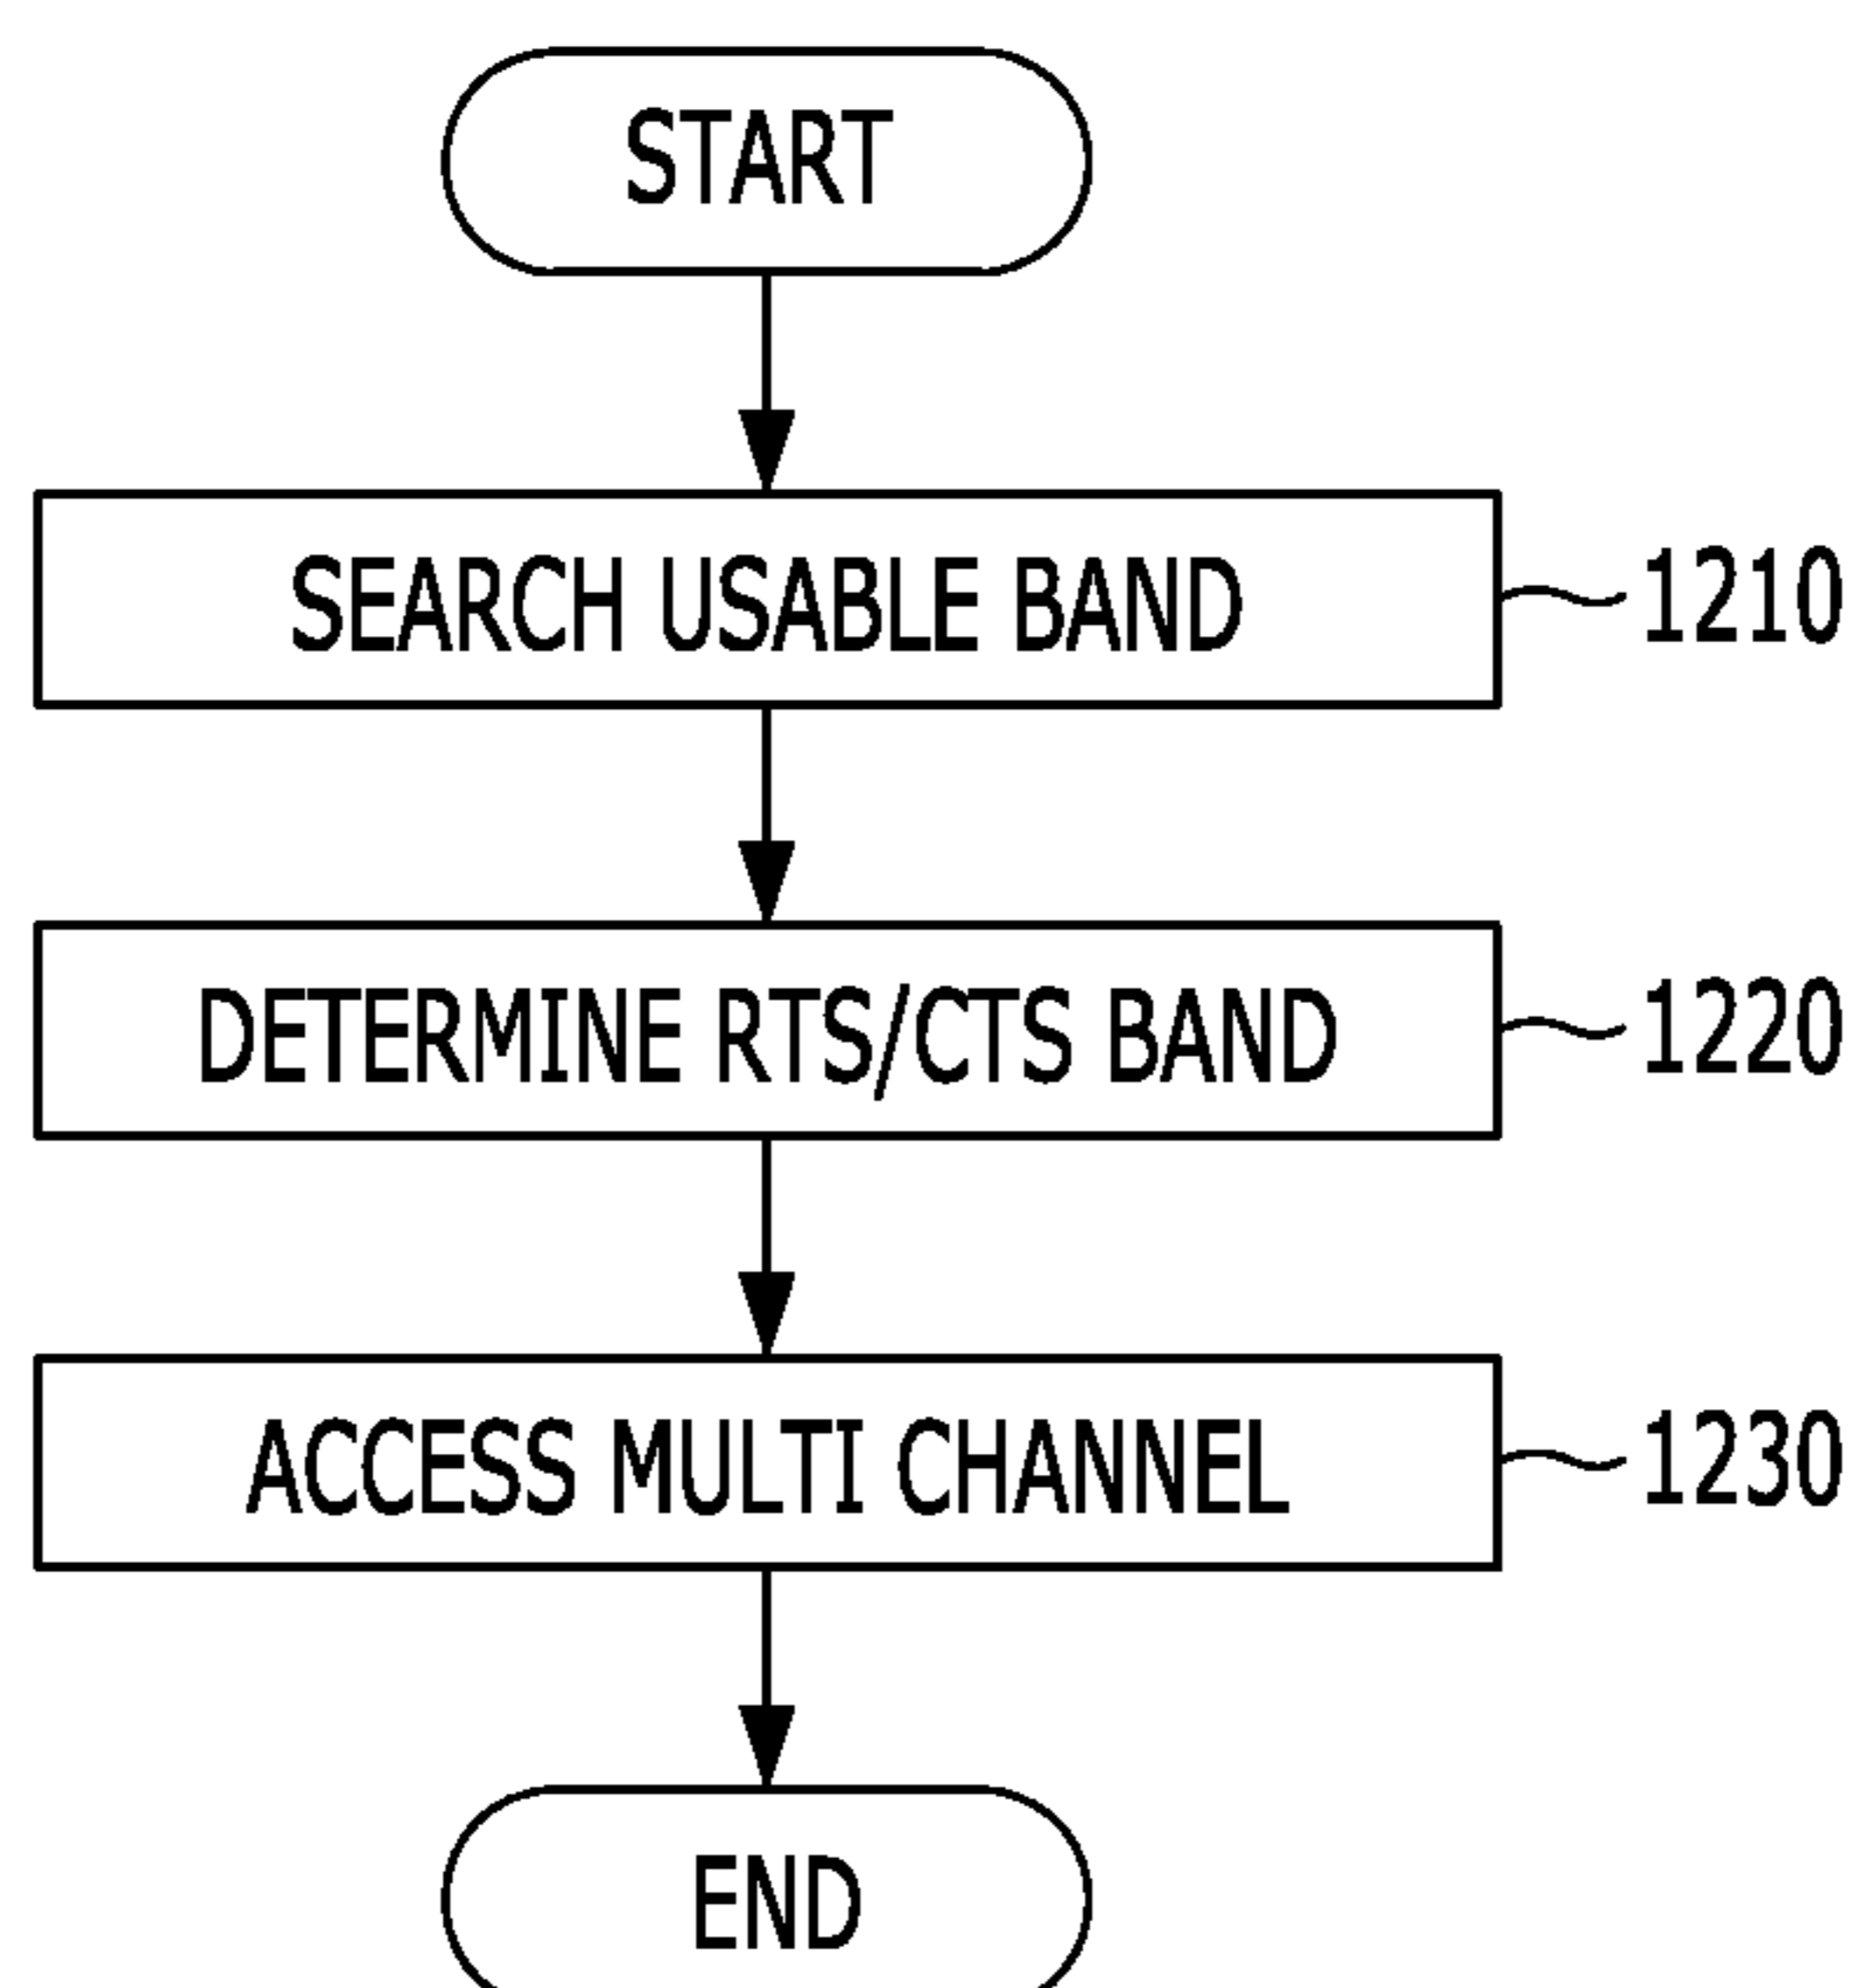 START
SEARCH USABLE BAND
1210
DETERMINE RTS/CTS BAND
1220
ACCESS MULTI CHANNEL
1230
END